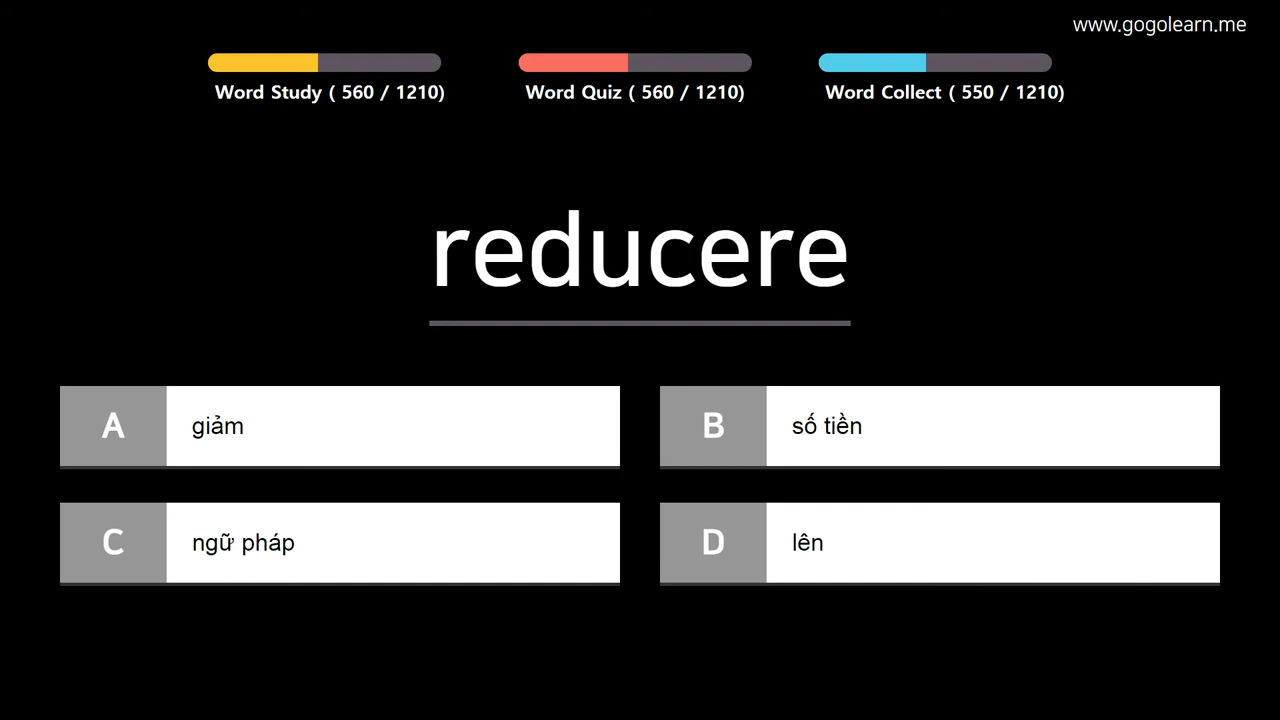 www.gogolearn.me
Word Study ( 560 / 1210)
Word Quiz ( 560 / 1210)
Word Collect ( 550 / 1210)
reducere
A giảm
B số tiền
C ngữ pháp
D lên